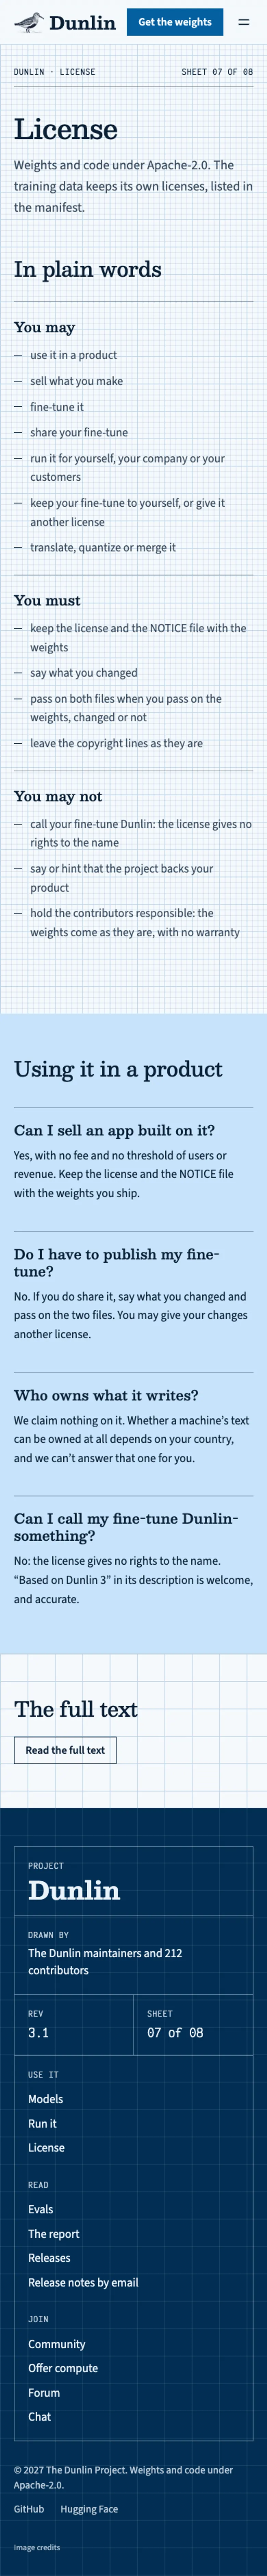 Dunlin
Get the weights
DUNLIN · LICENSE
SHEET 07 OF 08
License
Weights and code under Apache-2.0. The
training data keeps its own licenses, listed in
the manifest.
In plain words
You may
— use it in a product
— sell what you make
— fine-tune it
— share your fine-tune
— run it for yourself, your company or your
customers
— keep your fine-tune to yourself, or give it
another license
— translate, quantize or merge it
You must
— keep the license and the NOTICE file with the
weights
— say what you changed
— pass on both files when you pass on the
weights, changed or not
— leave the copyright lines as they are
You may not
— call your fine-tune Dunlin: the license gives no
rights to the name
— say or hint that the project backs your
product
— hold the contributors responsible: the
weights come as they are, with no warranty
Using it in a product
Can I sell an app built on it?
Yes, with no fee and no threshold of users or
revenue. Keep the license and the NOTICE file
with the weights you ship.
Do I have to publish my fine-
tune?
No. If you do share it, say what you changed and
pass on the two files. You may give your changes
another license.
Who owns what it writes?
We claim nothing on it. Whether a machine’s text
can be owned at all depends on your country,
and we can’t answer that one for you.
Can I call my fine-tune Dunlin-
something?
No: the license gives no rights to the name.
“Based on Dunlin 3” in its description is welcome,
and accurate.
The full text
Read the full text
PROJECT
Dunlin
DRAWN BY
The Dunlin maintainers and 212
contributors
REV
3.1
SHEET
07 of 08
USE IT
Models
Run it
License
READ
Evals
The report
Releases
Release notes by email
JOIN
Community
Offer compute
Forum
Chat
© 2027 The Dunlin Project. Weights and code under
Apache-2.0.
GitHub
Hugging Face
Image credits